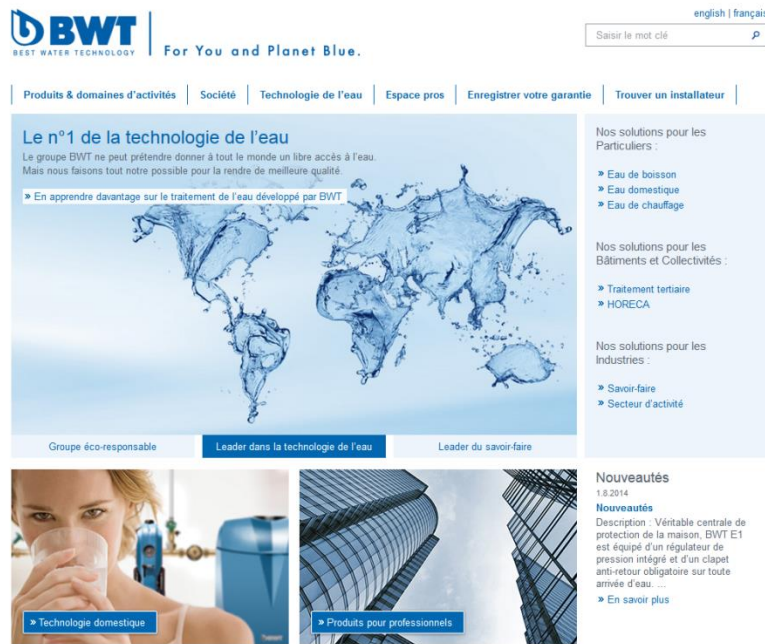 BWT
BEST WATER TECHNOLOGY
For You and Planet Blue.
english | français
Saisir le mot clé
Produits & domaines d'activités
Société
Technologie de l'eau
Espace pros
Enregistrer votre garantie
Trouver un installateur
Le n°1 de la technologie de l'eau
Le groupe BWT ne peut prétendre donner à tout le monde un libre accès à l'eau.
Mais nous faisons tout notre possible pour la rendre de meilleure qualité.
» En apprendre davantage sur le traitement de l'eau développé par BWT
Groupe éco-responsable
Leader dans la technologie de l'eau
Leader du savoir-faire
Nos solutions pour les
Particuliers :
» Eau de boisson
» Eau domestique
» Eau de chauffage
Nos solutions pour les
Bâtiments et Collectivités :
» Traitement tertiaire
» HORECA
Nos solutions pour les
Industries :
» Savoir-faire
» Secteur d'activité
» Technologie domestique
» Produits pour professionnels
Nouveautés
1.8.2014
Nouveautés
Description : Véritable centrale de
protection de la maison, BWT E1
est équipé d'un régulateur de
pression intégré et d'un clapet
anti-retour obligatoire sur toute
arrivée d'eau. ...
» En savoir plus